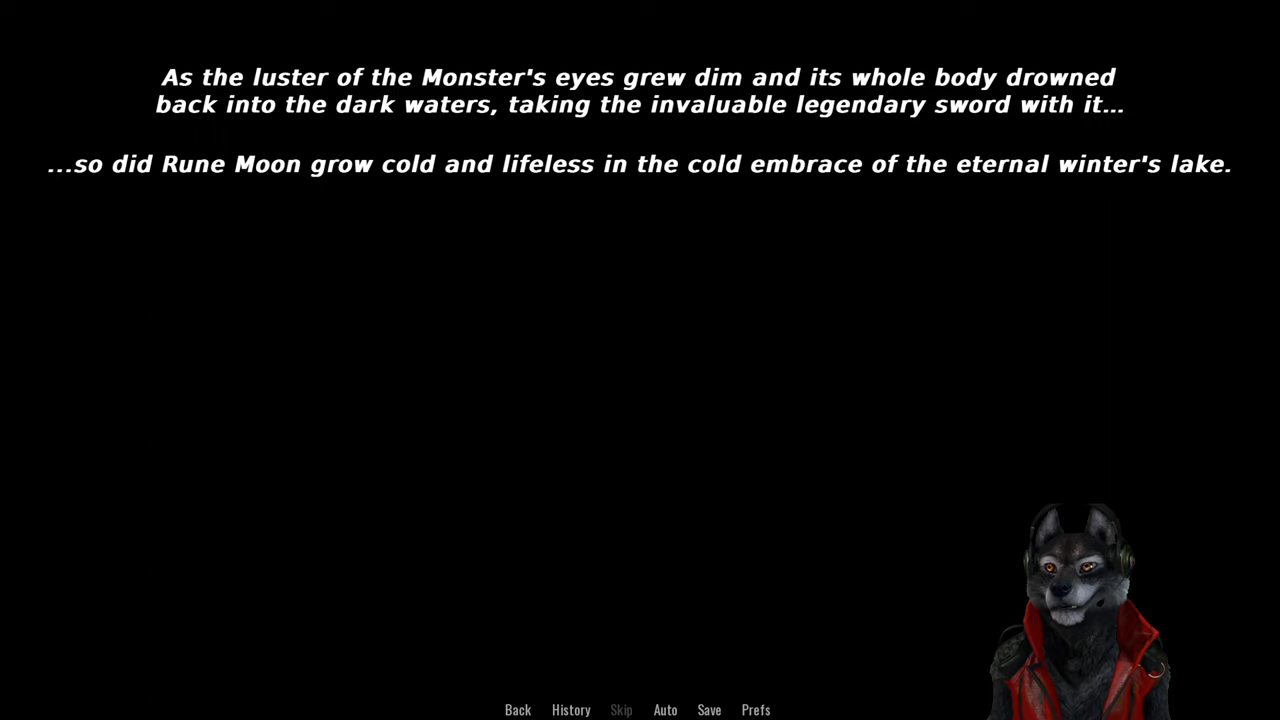 As the luster of the Monster's eyes grew dim and its whole body drowned
back into the dark waters, taking the invaluable legendary sword with it...
...so did Rune Moon grow cold and lifeless in the cold embrace of the eternal winter's lake.
Back History Skip Auto Save Prefs